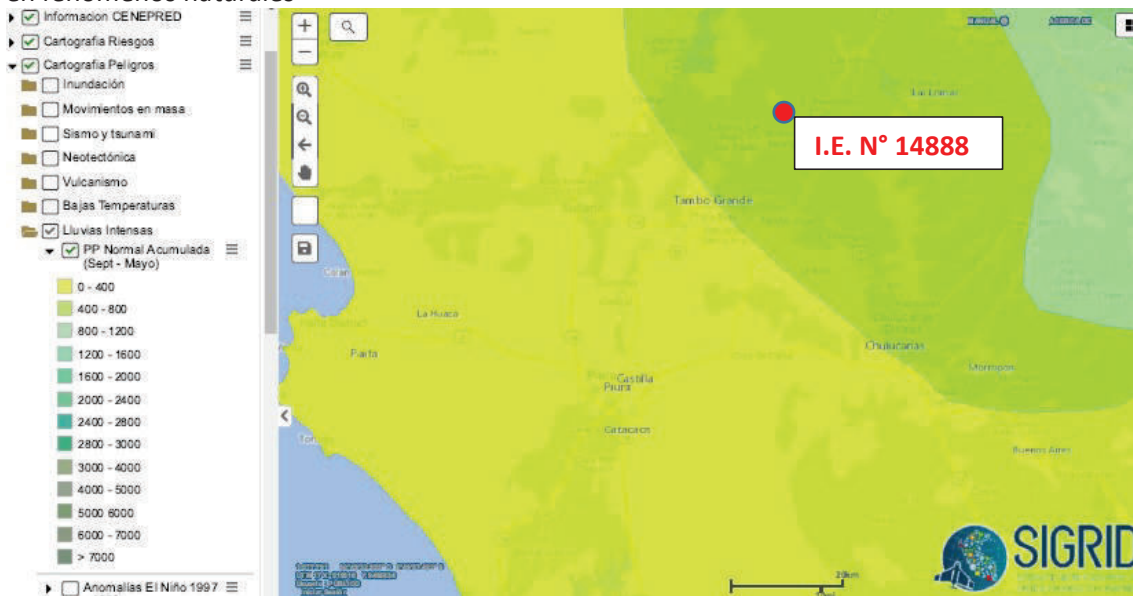 en fenómenos naturales
Informacion CENEPRED
Cartografia Riesgos
Cartografia Peligros
Inundación
Movimientos en masa
Sismo y tsunami
Neotectónica
Vulcanismo
Bajas Temperaturas
Lluvias Intensas
PP Normal Acumulada
(Sept - Mayo)
0 - 400
400 - 800
800 - 1200
1200 - 1600
1600 - 2000
2000 - 2400
2400 - 2800
2800 - 3000
3000 - 4000
4000 - 5000
5000 6000
6000 - 7000
> 7000
Anomalías El Niño 1997
I.E. N° 14888
Tambo Grande
La Huaca
Paita
Castilla
Piura
Catacaos
Chulucanas
Morropon
Buenos Aires
20km
SIGRID